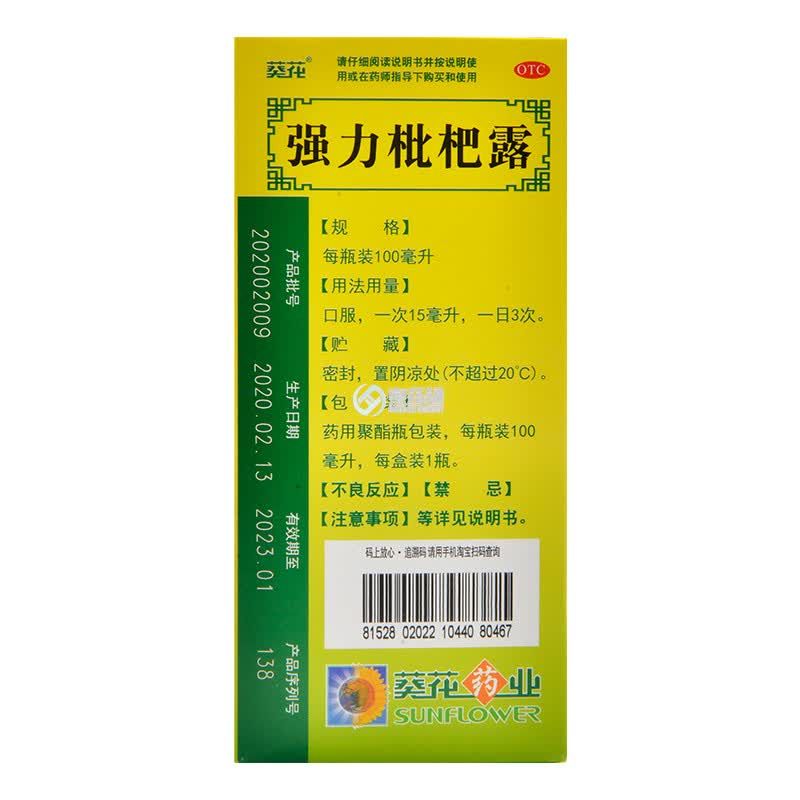 葵花®
请仔细阅读说明书并按说明使
用或在药师指导下购买和使用
OTC
强力枇杷露
【规 格】
每瓶装100毫升
【用法用量】
口服，一次15毫升，一日3次。
【贮 藏】
密封，置阴凉处(不超过20℃)。
【包
药用聚酯瓶包装，每瓶装100
毫升，每盒装1瓶。
【不良反应】【禁 忌】
【注意事项】等详见说明书。
产品批号
202002009
生产日期
2020.02.13
有效期至
2023.01
产品序列号
138
码上放心·追溯码 请用手机淘宝扫码查询
81528 02022 10440 80467
葵花药业
SUNFLOWER